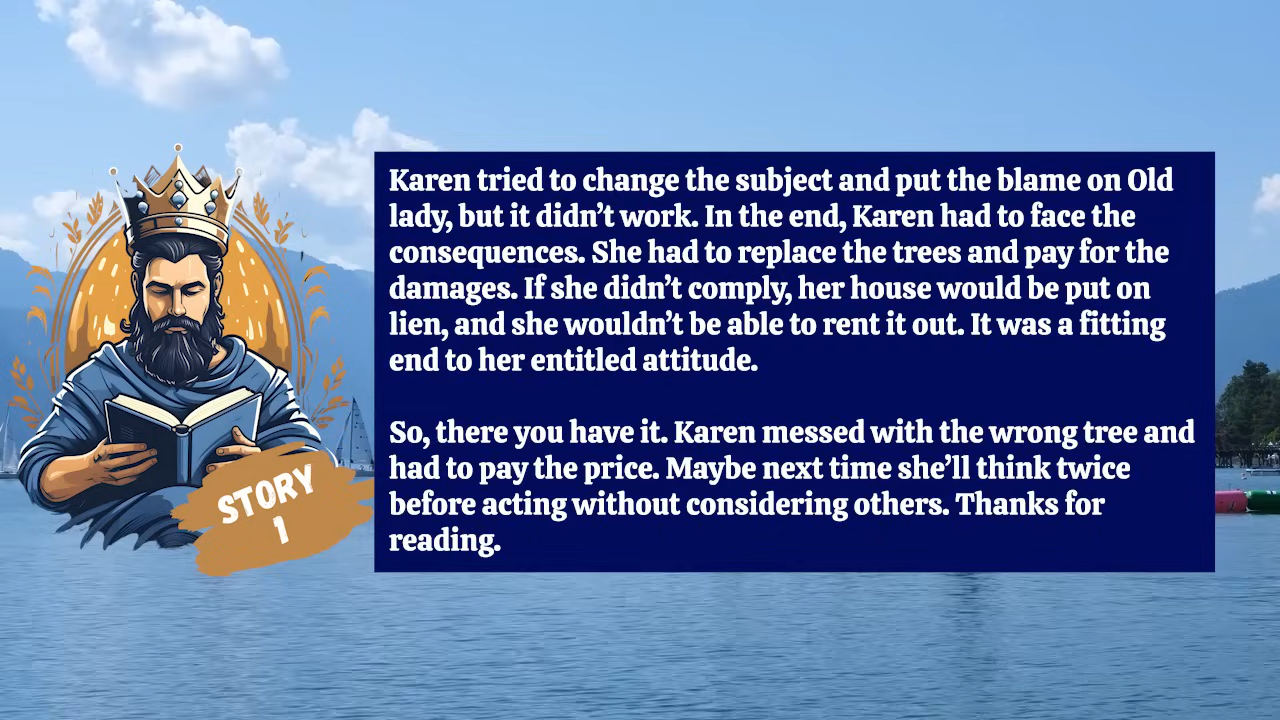 Karen tried to change the subject and put the blame on Old
lady, but it didn’t work. In the end, Karen had to face the
consequences. She had to replace the trees and pay for the
damages. If she didn’t comply, her house would be put on
lien, and she wouldn’t be able to rent it out. It was a fitting
end to her entitled attitude.
So, there you have it. Karen messed with the wrong tree and
had to pay the price. Maybe next time she’ll think twice
before acting without considering others. Thanks for
reading.
STORY
1